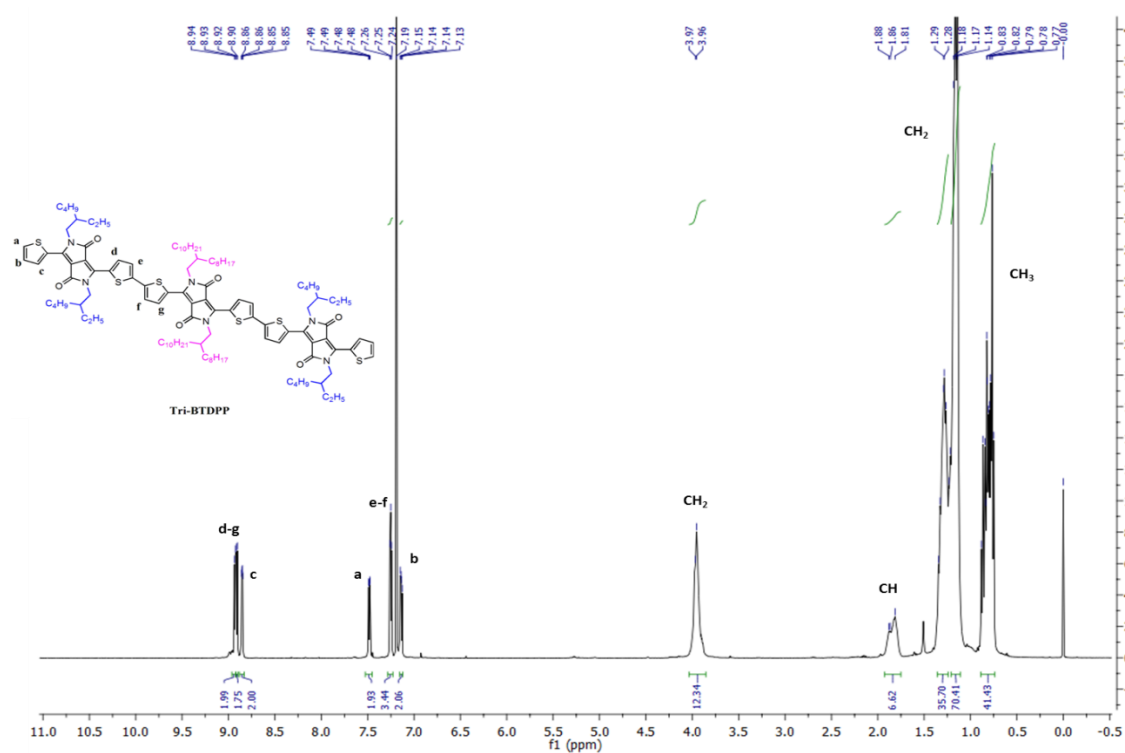 8.94 8.93 8.92 8.90 8.86 8.86 8.85 8.85 7.49 7.49 7.48 7.48 7.26 7.25 7.24 7.19 7.15 7.14 7.14 7.13 3.97 3.96 1.88 1.86 1.81 1.29 1.28 1.18 1.17 1.14 0.83 0.82 0.79 0.78 0.77 -0.00
CH2
CH3
C4H9
C2H5
a
b
c
S
N
O
d
e
C10H21
C8H17
S
S
N
O
C4H9
C2H5
O
N
C4H9
C2H5
f
g
S
S
N
O
O
N
C10H21
C8H17
S
O
N
C4H9
C2H5
Tri-BTDPP
d-g
c
a
e-f
b
CH2
CH
1.99 1.75 2.00 1.93 3.44 2.06 12.34 6.62 35.70 70.41 41.43
11.0 10.5 10.0 9.5 9.0 8.5 8.0 7.5 7.0 6.5 6.0 5.5 5.0 4.5 4.0 3.5 3.0 2.5 2.0 1.5 1.0 0.5 0.0 -0.5
f1 (ppm)